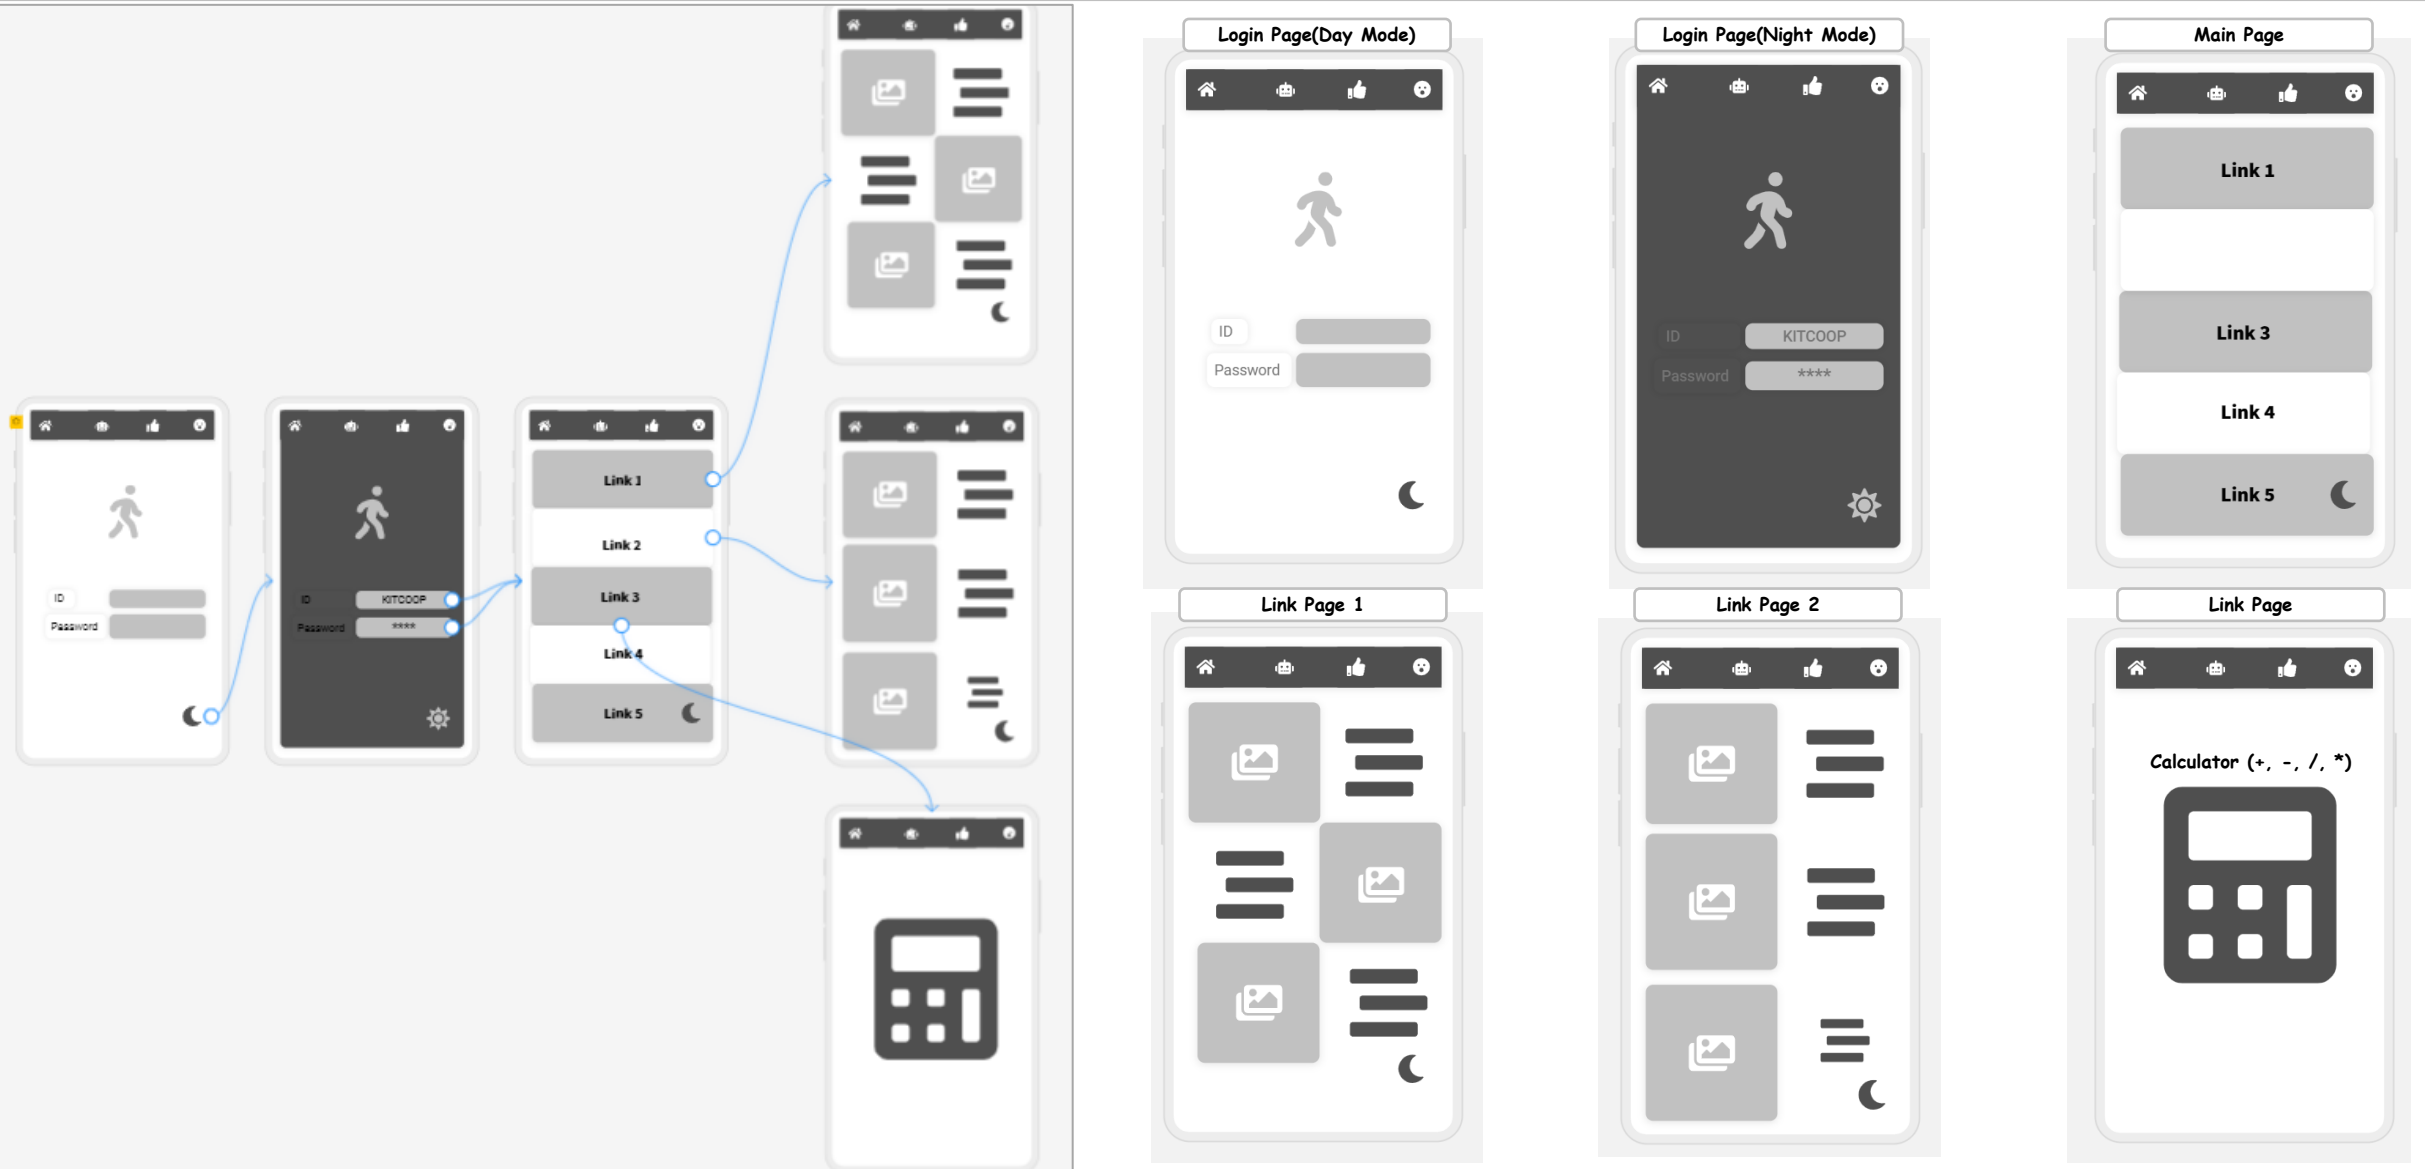 ID
Password
ID
KITCOOP
Password
****
Link 1
Link 2
Link 3
Link 4
Link 5
Login Page(Day Mode)
ID
Password
Login Page(Night Mode)
ID
KITCOOP
Password
****
Main Page
Link 1
Link 3
Link 4
Link 5
Link Page 1
Link Page 2
Link Page
Calculator (+, -, /, *)